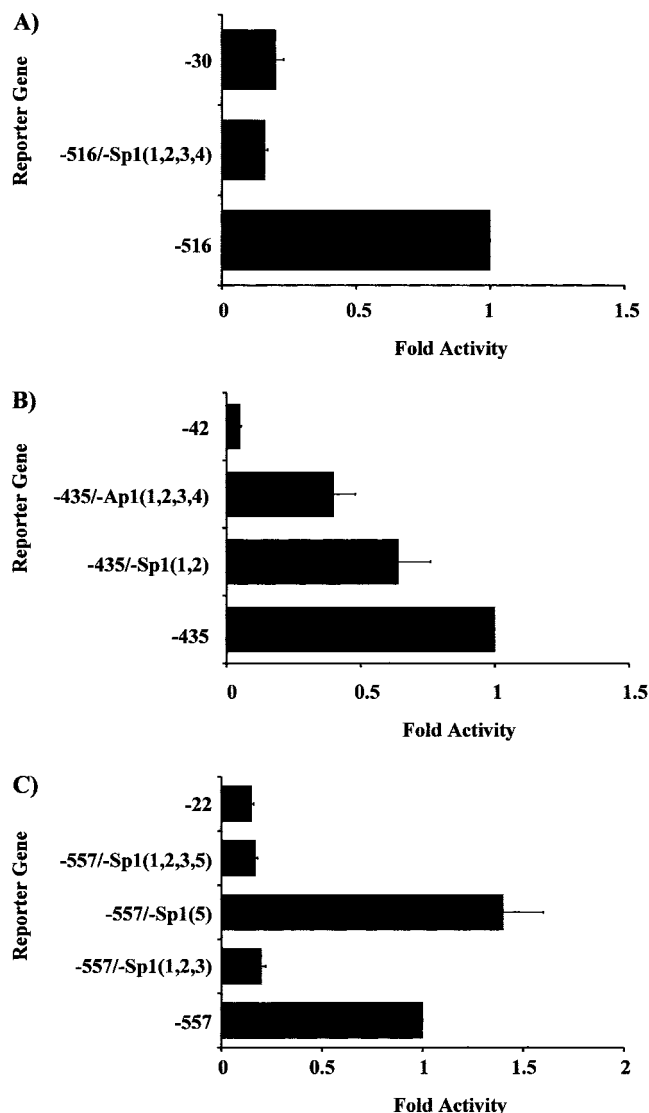 A)
Reporter Gene
-30
-516/-Sp1(1,2,3,4)
-516
0 0.5 1 1.5
Fold Activity
B)
Reporter Gene
-42
-435/-Ap1(1,2,3,4)
-435/-Sp1(1,2)
-435
0 0.5 1 1.5
Fold Activity
C)
Reporter Gene
-22
-557/-Sp1(1,2,3,5)
-557/-Sp1(5)
-557/-Sp1(1,2,3)
-557
0 0.5 1 1.5 2
Fold Activity